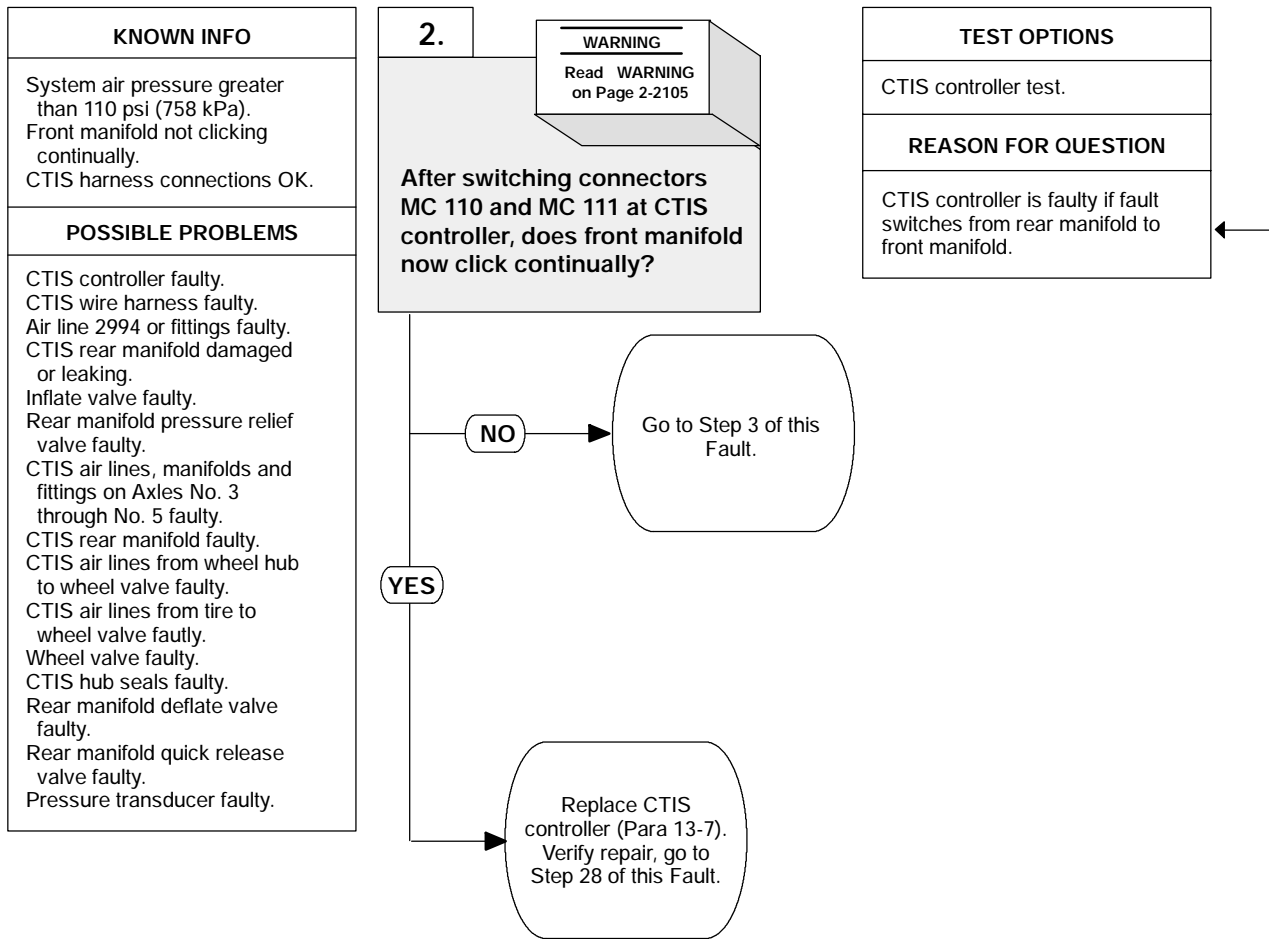 KNOWN INFO
System air pressure greater
than 110 psi (758 kPa).
Front manifold not clicking
continually.
CTIS harness connections OK.
POSSIBLE PROBLEMS
CTIS controller faulty.
CTIS wire harness faulty.
Air line 2994 or fittings faulty.
CTIS rear manifold damaged
or leaking.
Inflate valve faulty.
Rear manifold pressure relief
valve faulty.
CTIS air lines, manifolds and
fittings on Axles No. 3
through No. 5 faulty.
CTIS rear manifold faulty.
CTIS air lines from wheel hub
to wheel valve faulty.
CTIS air lines from tire to
wheel valve fautly.
Wheel valve faulty.
CTIS hub seals faulty.
Rear manifold deflate valve
faulty.
Rear manifold quick release
valve faulty.
Pressure transducer faulty.
2.
WARNING
Read WARNING
on Page 2-2105
After switching connectors
MC 110 and MC 111 at CTIS
controller, does front manifold
now click continually?
NO
Go to Step 3 of this
Fault.
YES
Replace CTIS
controller (Para 13-7).
Verify repair, go to
Step 28 of this Fault.
TEST OPTIONS
CTIS controller test.
REASON FOR QUESTION
CTIS controller is faulty if fault
switches from rear manifold to
front manifold.